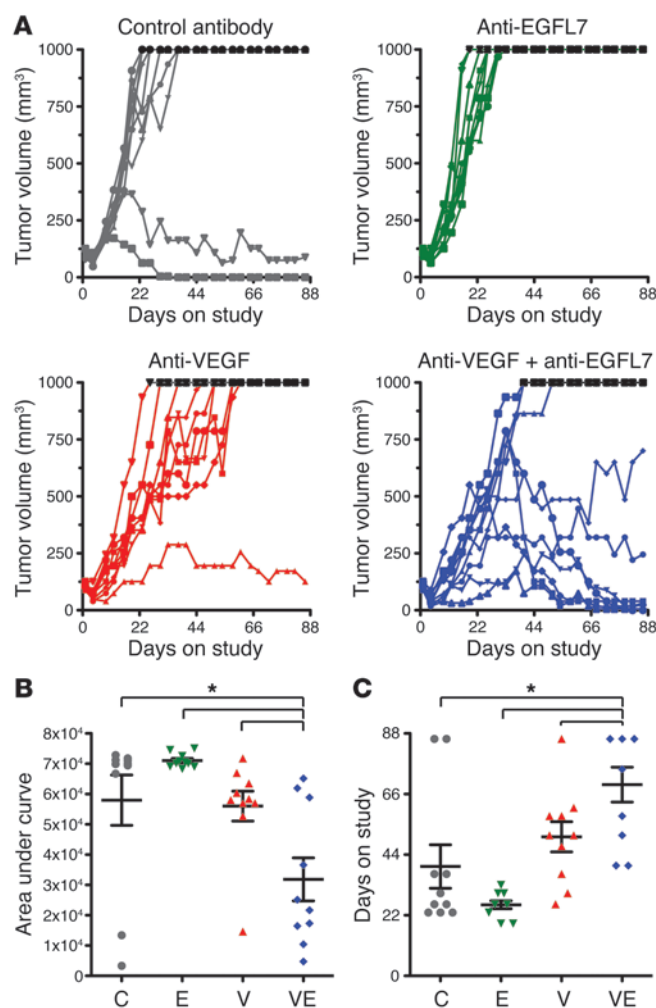 A
Control antibody
Anti-EGFL7
Tumor volume (mm³)
1000
750
500
250
0
0 22 44 66 88
Days on study
Tumor volume (mm³)
1000
750
500
250
0
0 22 44 66 88
Days on study
Anti-VEGF
Anti-VEGF + anti-EGFL7
Tumor volume (mm³)
1000
750
500
250
0
0 22 44 66 88
Days on study
Tumor volume (mm³)
1000
750
500
250
0
0 22 44 66 88
Days on study
B
*
Area under curve
8x10⁴
7x10⁴
6x10⁴
5x10⁴
4x10⁴
3x10⁴
2x10⁴
1x10⁴
0
C E V VE
C
*
Days on study
88
66
44
22
0
C E V VE